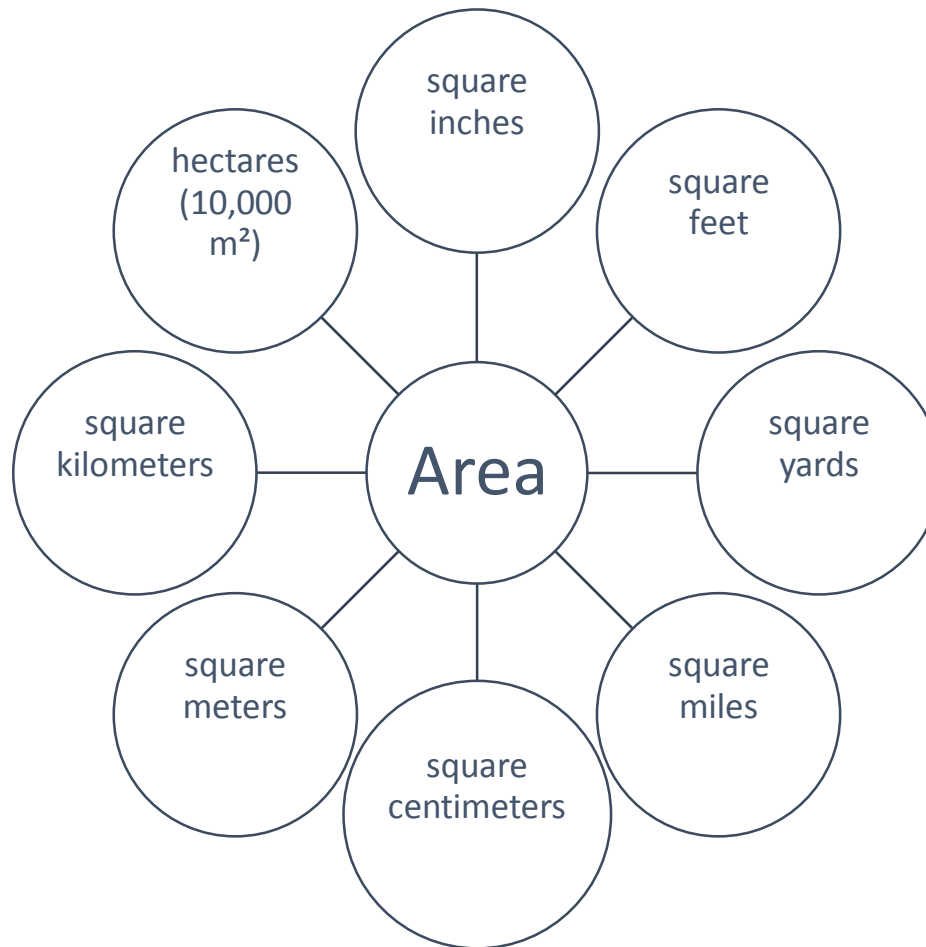 square
inches
square
feet
square
yards
square
miles
square
centimeters
square
meters
square
kilometers
hectares
(10,000
m²)
Area